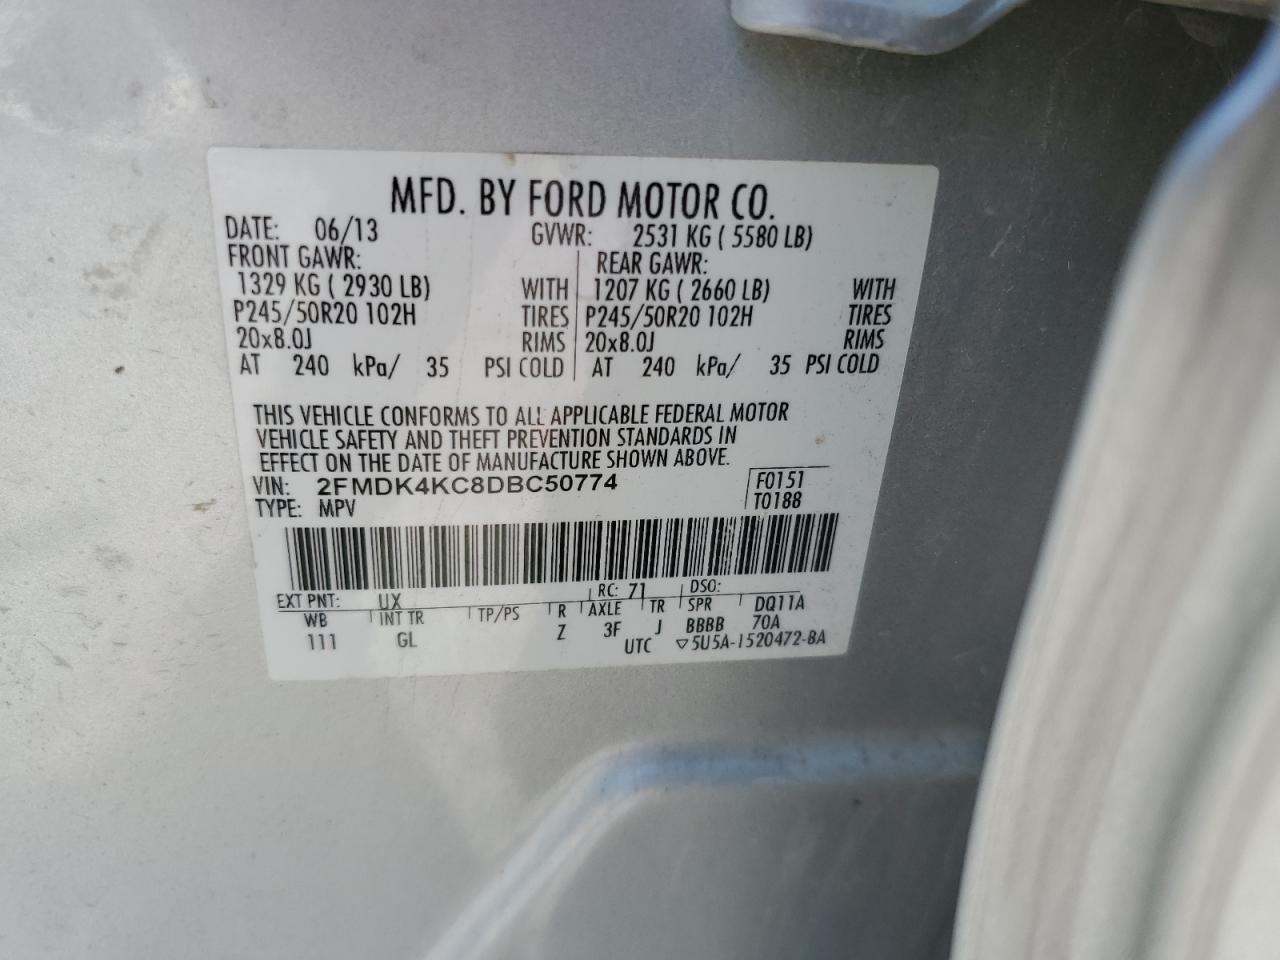 MFD. BY FORD MOTOR CO.
DATE: 06/13 GVWR: 2531 KG ( 5580 LB)
FRONT GAWR: REAR GAWR:
1329 KG ( 2930 LB) WITH 1207 KG ( 2660 LB) WITH
P245/50R20 102H TIRES P245/50R20 102H TIRES
20x8.0J RIMS 20x8.0J RIMS
AT 240 kPa/ 35 PSI COLD AT 240 kPa/ 35 PSI COLD
THIS VEHICLE CONFORMS TO ALL APPLICABLE FEDERAL MOTOR
VEHICLE SAFETY AND THEFT PREVENTION STANDARDS IN
EFFECT ON THE DATE OF MANUFACTURE SHOWN ABOVE.
VIN: 2FMDK4KC8DBC50774 F0151
TYPE: MPV T0188
EXT PNT: UX RC: 71 DSO:
WB INT TR TP/PS R AXLE TR SPR DQ11A
111 GL Z 3F J BBBB 70A
UTC ▽5U5A-1520472-BA